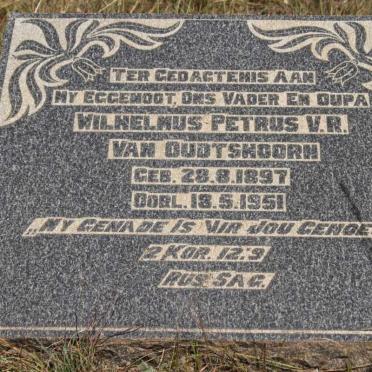 TER GEDAGTENIS AAN
MY EGGENOOT, ONS VADER EN OUPA
WILHELMUS PETRUS V.R.
VAN OUDTSHOORN
GEB. 28.8.1897
OORL. 19.5.1951
„MY GENADE IS VIR JOU GENOE
2 KOR. 12:9
RUS SAG.